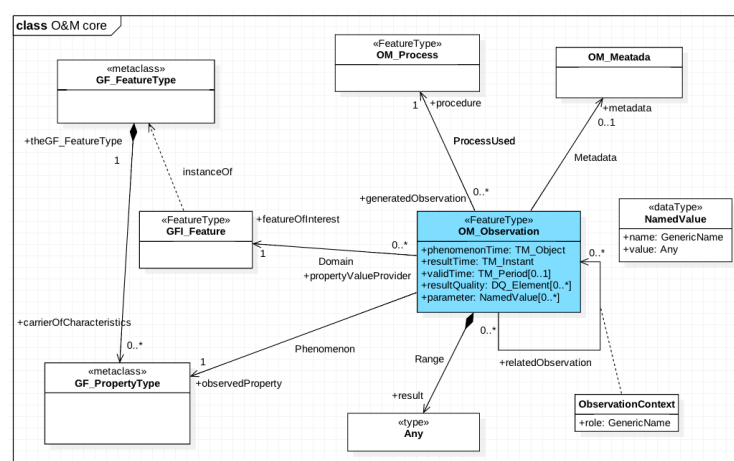 class O&M core
«FeatureType»
OM_Process
OM_Meatada
«metaclass»
GF_FeatureType
1
+procedure
+metadata
0..1
+theGF_FeatureType
1
ProcessUsed
Metadata
instanceOf
+generatedObservation
0..*
«FeatureType»
GFI_Feature
+featureOfInterest
1
Domain
0..*
+propertyValueProvider
«FeatureType»
OM_Observation
+phenomenonTime: TM_Object
+resultTime: TM_Instant
+validTime: TM_Period[0..1]
+resultQuality: DQ_Element[0..*]
+parameter: NamedValue[0..*]
«dataType»
NamedValue
+name: GenericName
+value: Any
0..*
+carrierOfCharacteristics
0..*
0..*
Phenomenon
Range
+relatedObservation
1
+observedProperty
«metaclass»
GF_PropertyType
+result
«type»
Any
ObservationContext
+role: GenericName